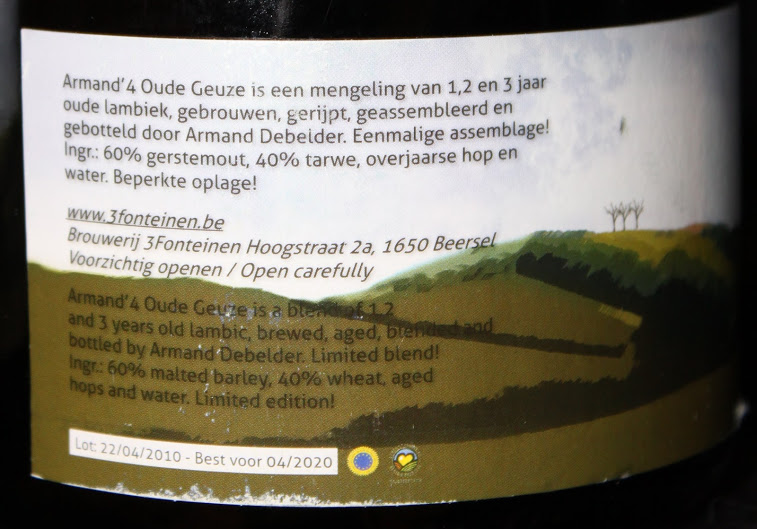 Armand'4 Oude Geuze is een mengeling van 1,2 en 3 jaar
oude lambiek, gebrouwen, gerijpt, geassembleerd en
gebotteld door Armand Debelder. Eenmalige assemblage!
Ingr.: 60% gerstemout, 40% tarwe, overjaarse hop en
water. Beperkte oplage!
www.3fonteinen.be
Brouwerij 3Fonteinen Hoogstraat 2a, 1650 Beersel
Voorzichtig openen / Open carefully
Armand'4 Oude Geuze is a blend of 1,2
and 3 years old lambic, brewed, aged, blended and
bottled by Armand Debelder. Limited blend!
Ingr.: 60% malted barley, 40% wheat, aged
hops and water. Limited edition!
Lot: 22/04/2010 - Best voor 04/2020